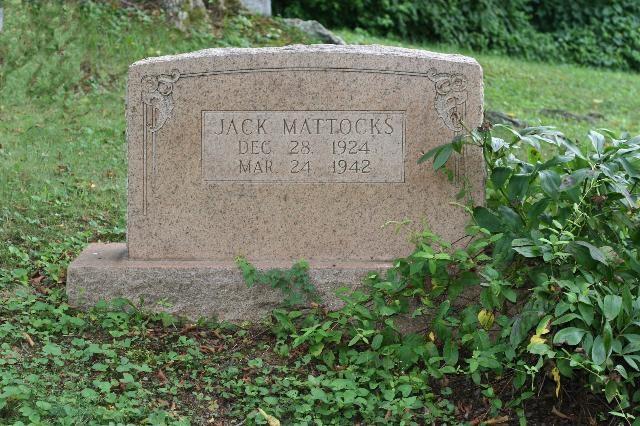 JACK MATTOCKS
DEC. 28 1924
MAR. 24 1942